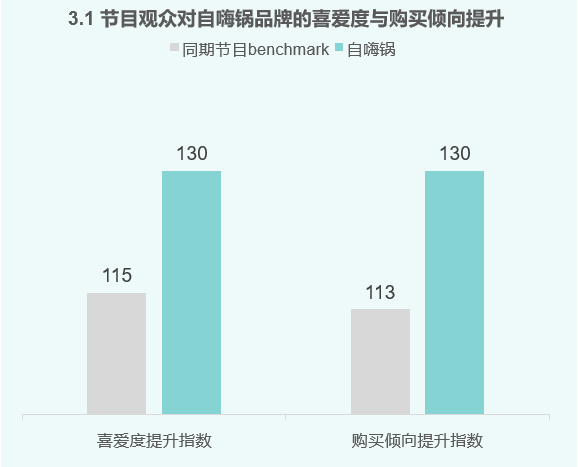 3.1 节目观众对自嗨锅品牌的喜爱度与购买倾向提升
同期节目benchmark 自嗨锅
130 130
115 113
喜爱度提升指数 购买倾向提升指数